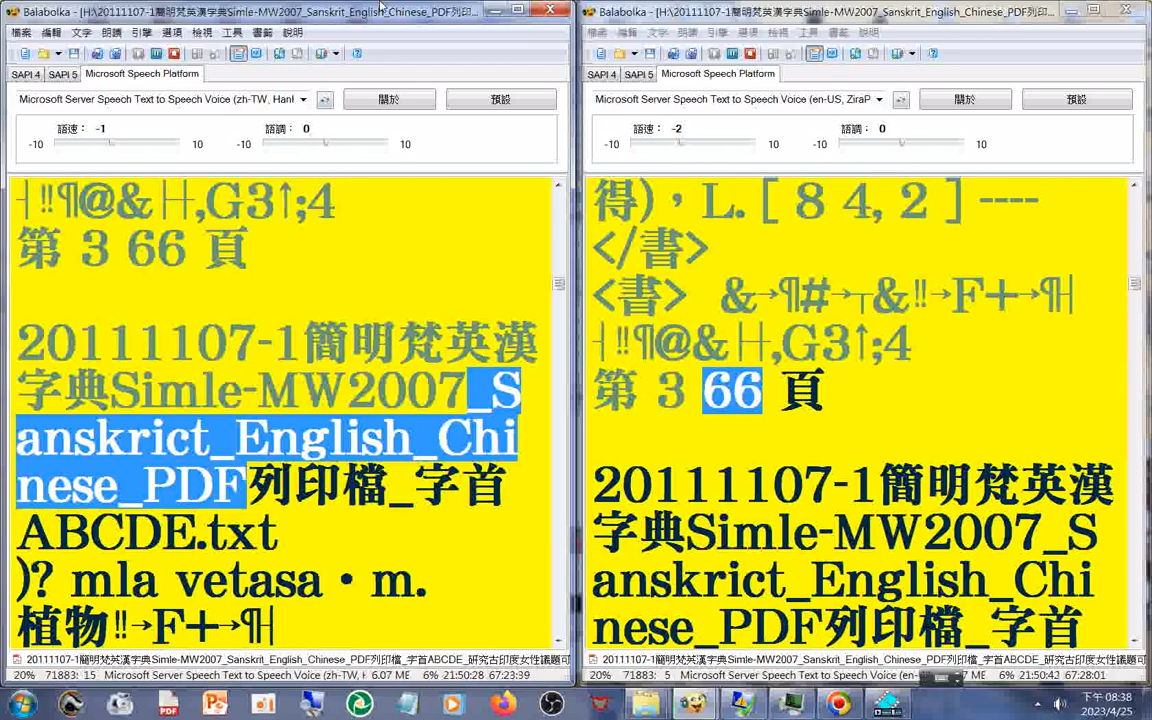 Balabolka - [H:\20111107-1簡明梵英漢字典Simle-MW2007_Sanskrit_English_Chinese_PDF列印...
檔案 編輯 文字 朗讀 引擎 選項 檢視 工具 書籤 說明
SAPI 4 SAPI 5 Microsoft Speech Platform
Microsoft Server Speech Text to Speech Voice (zh-TW, Han
關於 預設
語速： -1 語調： 0
-10 10 -10 10
┤‼¶@&├┤,G3↑;4
第 3 66 頁
20111107-1簡明梵英漢
字典Simle-MW2007_S
anskrict_English_Chi
nese_PDF列印檔_字首
ABCDE.txt
)? mla vetasa‧m.
植物‼→F+→¶┤
20111107-1簡明梵英漢字典Simle-MW2007_Sanskrit_English_Chinese_PDF列印檔_字首ABCDE_研究古印度女性議題可
20% 71883: 15 Microsoft Server Speech Text to Speech Voice (zh-TW, 6.07 MB 6% 21:50:28 67:23:39
Balabolka - [H:\20111107-1簡明梵英漢字典Simle-MW2007_Sanskrit_English_Chinese_PDF列印...
檔案 編輯 文字 朗讀 引擎 選項 檢視 工具 書籤 說明
SAPI 4 SAPI 5 Microsoft Speech Platform
Microsoft Server Speech Text to Speech Voice (en-US, ZiraP
關於 預設
語速： -2 語調： 0
-10 10 -10 10
得)，L. [ 8 4, 2 ] ----
</書>
<書> &→¶#→┬&‼→F+→¶┤
┤‼¶@&├┤,G3↑;4
第 3 66 頁
20111107-1簡明梵英漢
字典Simle-MW2007_S
anskrict_English_Chi
nese_PDF列印檔_字首
20111107-1簡明梵英漢字典Simle-MW2007_Sanskrit_English_Chinese_PDF列印檔_字首ABCDE_研究古印度女性議題可
20% 71883: 5 Microsoft Server Speech Text to Speech Voice (en-US, 6% 21:50:42 67:28:01
下午 08:38
2023/4/25